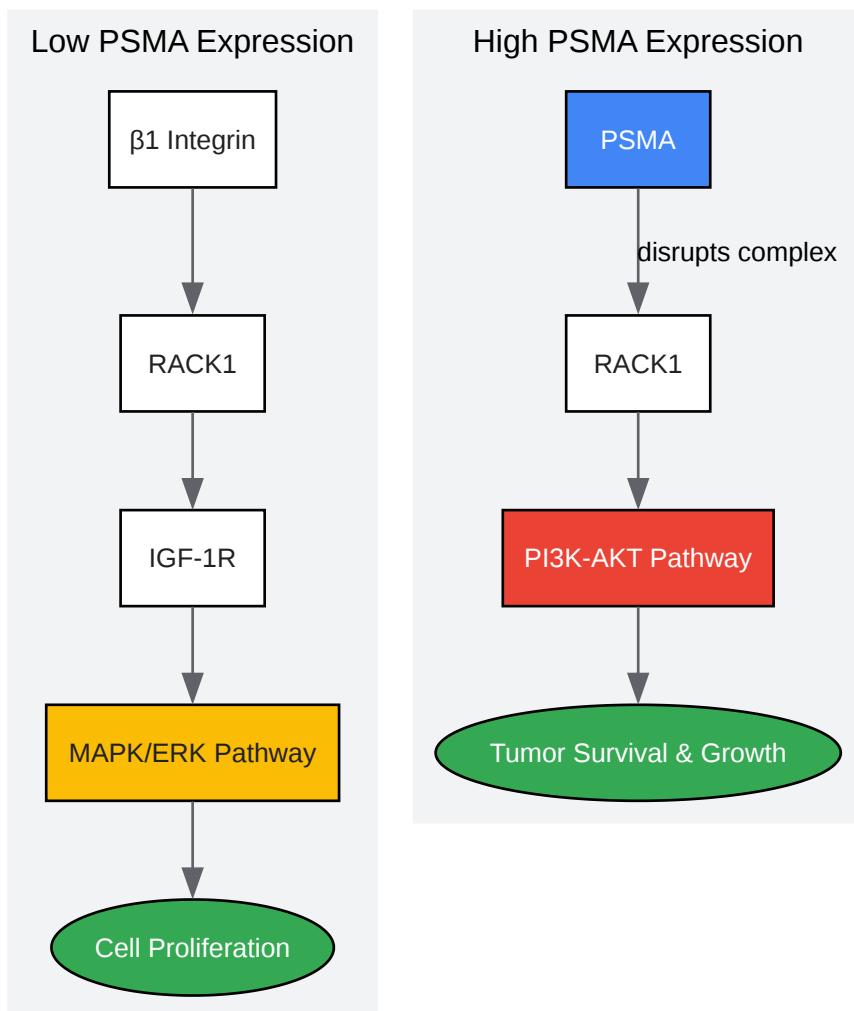 Low PSMA Expression
β1 Integrin
RACK1
IGF-1R
MAPK/ERK Pathway
Cell Proliferation
High PSMA Expression
PSMA
disrupts complex
RACK1
PI3K-AKT Pathway
Tumor Survival & Growth